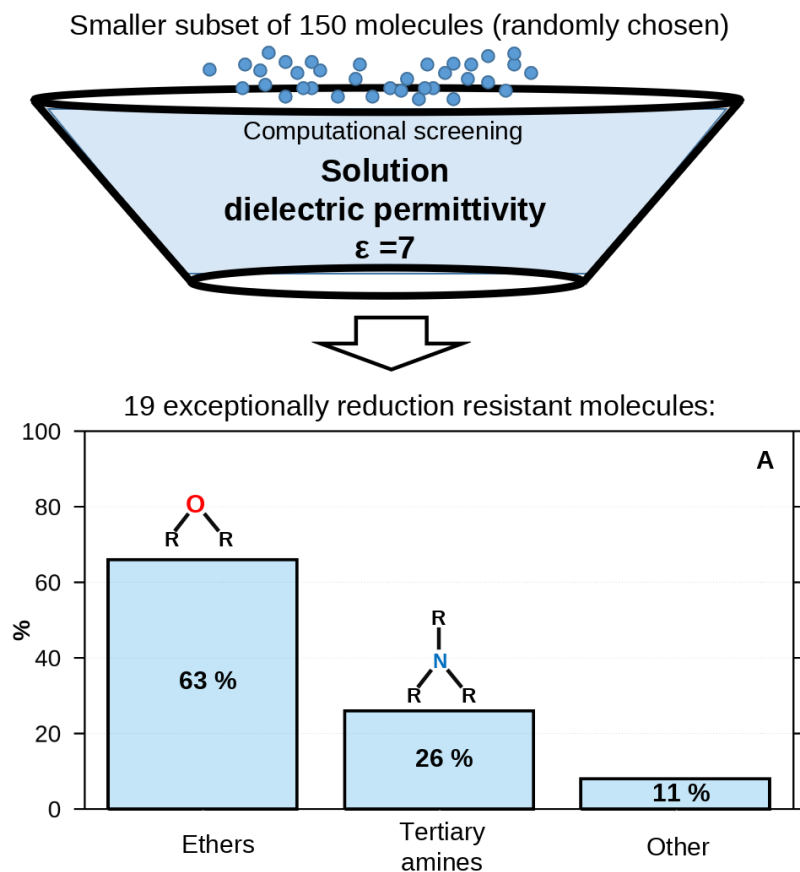 Smaller subset of 150 molecules (randomly chosen)
Computational screening
Solution
dielectric permittivity
ε =7
19 exceptionally reduction resistant molecules:
100
A
80
O
R R
60
63 %
%
R
N
R R
40
26 %
20
11 %
0
Ethers
Tertiary
amines
Other